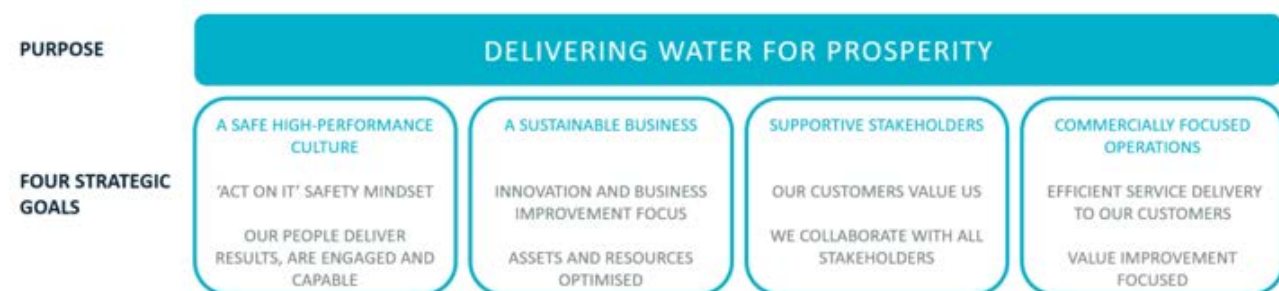 PURPOSE
DELIVERING WATER FOR PROSPERITY
FOUR STRATEGIC
GOALS
A SAFE HIGH-PERFORMANCE
CULTURE
'ACT ON IT' SAFETY MINDSET
OUR PEOPLE DELIVER
RESULTS, ARE ENGAGED AND
CAPABLE
A SUSTAINABLE BUSINESS
INNOVATION AND BUSINESS
IMPROVEMENT FOCUS
ASSETS AND RESOURCES
OPTIMISED
SUPPORTIVE STAKEHOLDERS
OUR CUSTOMERS VALUE US
WE COLLABORATE WITH ALL
STAKEHOLDERS
COMMERCIALLY FOCUSED
OPERATIONS
EFFICIENT SERVICE DELIVERY
TO OUR CUSTOMERS
VALUE IMPROVEMENT
FOCUSED